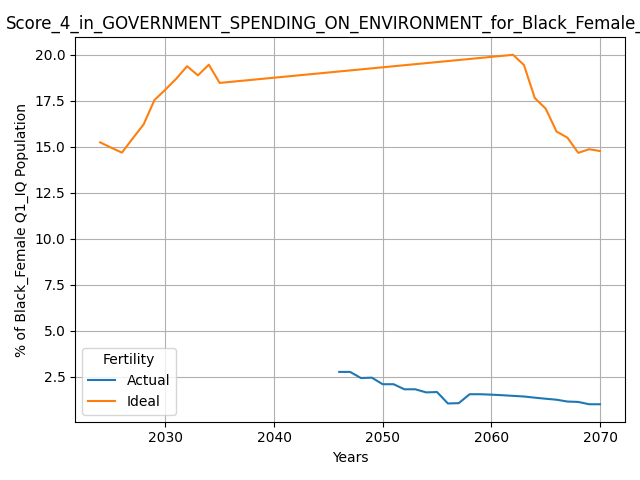 Score_4_in_GOVERNMENT_SPENDING_ON_ENVIRONMENT_for_Black_Female_
% of Black_Female Q1_IQ Population
20.0
17.5
15.0
12.5
10.0
7.5
5.0
2.5
Fertility
Actual
Ideal
2030 2040 2050 2060 2070
Years